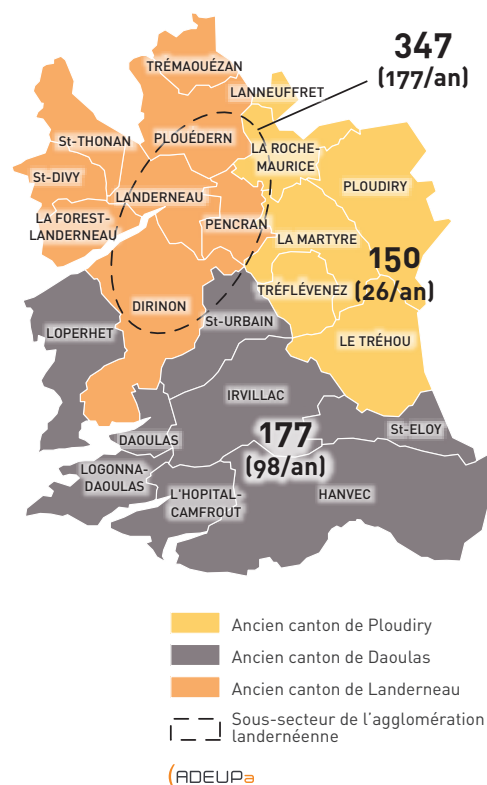 347
(177/an)
TRÉMAOUÉZAN
LANNEUFFRET
PLOUÉDERN
St-THONAN
LA ROCHE-
MAURICE
St-DIVY
PLOUDIRY
LANDERNEAU
LA FOREST-
LANDERNEAU
PENCRAN
LA MARTYRE
150
(26/an)
TRÉFLÉVENEZ
DIRINON
St-URBAIN
LOPERHET
LE TRÉHOU
IRVILLAC
177
(98/an)
St-ELOY
DAOULAS
LOGONNA-
DAOULAS
L'HOPITAL-
CAMFROUT
HANVEC
Ancien canton de Ploudiry
Ancien canton de Daoulas
Ancien canton de Landerneau
Sous-secteur de l'agglomération
landernéenne
ADEUPa